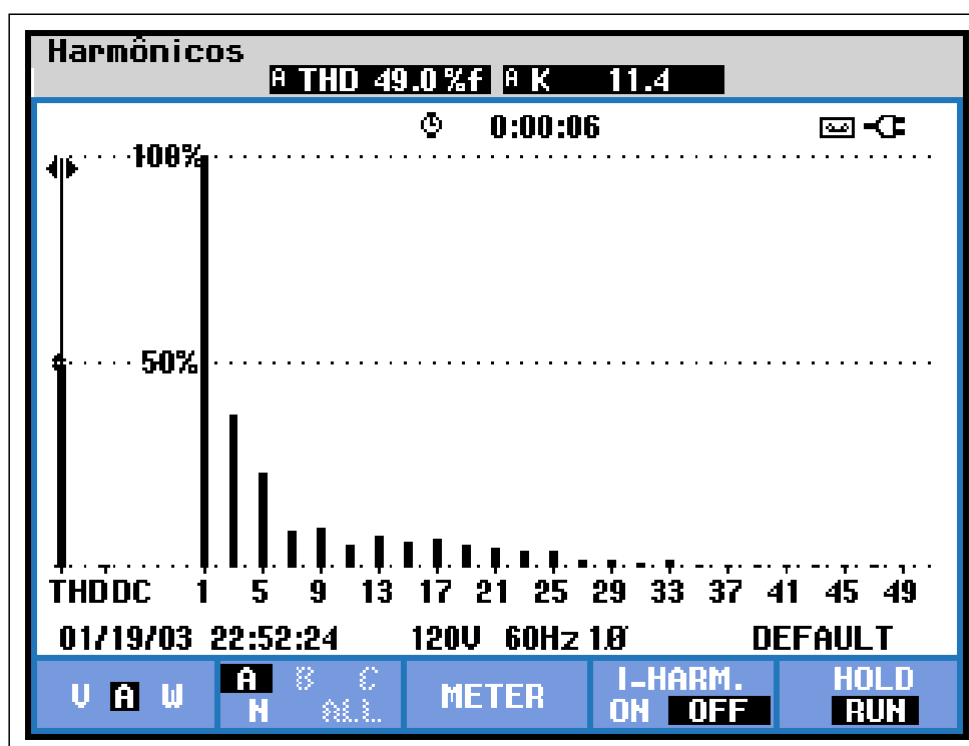 Harmônicos
A THD 49.0 %f A K 11.4
0:00:06
100%
50%
THD DC 1 5 9 13 17 21 25 29 33 37 41 45 49
01/19/03 22:52:24 120V 60Hz 1Ø DEFAULT
V A W
A B C
N ALL
METER
I-HARM.
ON OFF
HOLD
RUN